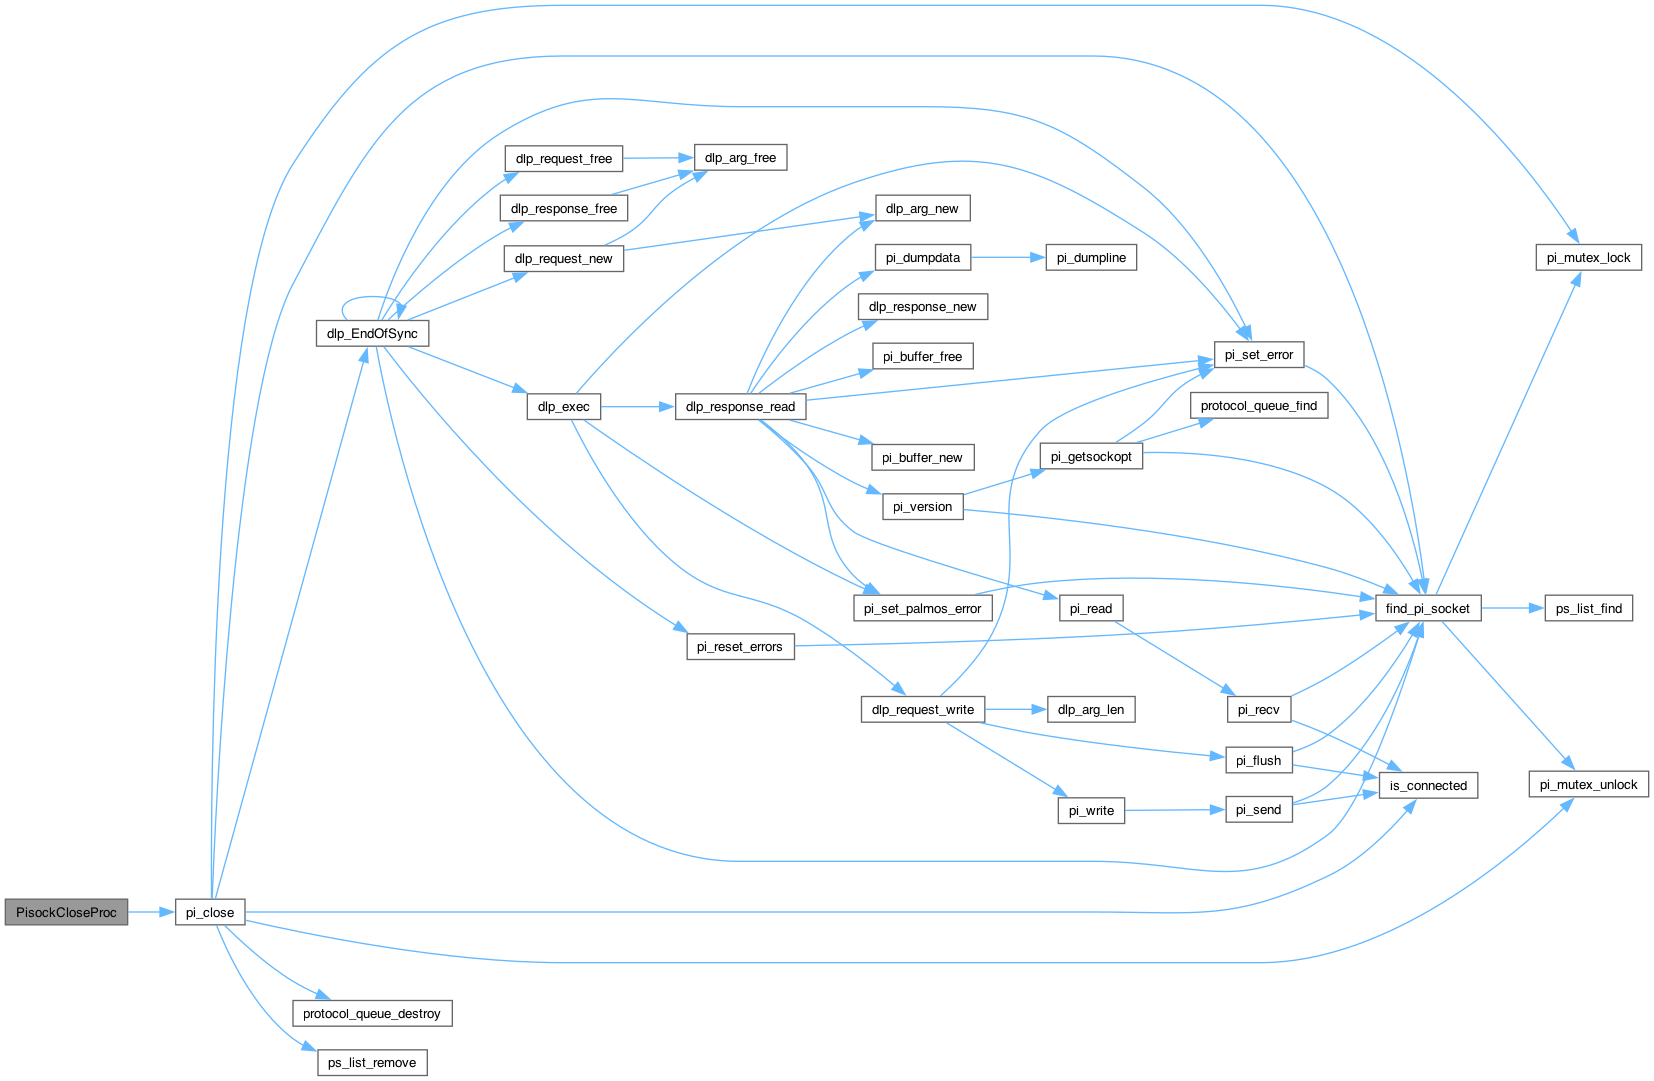 PisockCloseProc
pi_close
dlp_EndOfSync
protocol_queue_destroy
ps_list_remove
dlp_request_free
dlp_response_free
dlp_request_new
dlp_exec
pi_reset_errors
dlp_arg_free
dlp_response_read
dlp_arg_new
pi_dumpdata
dlp_response_new
pi_buffer_free
pi_buffer_new
pi_version
pi_set_palmos_error
dlp_request_write
pi_dumpline
pi_getsockopt
pi_read
dlp_arg_len
pi_write
pi_set_error
protocol_queue_find
pi_recv
pi_flush
pi_send
find_pi_socket
is_connected
pi_mutex_lock
ps_list_find
pi_mutex_unlock